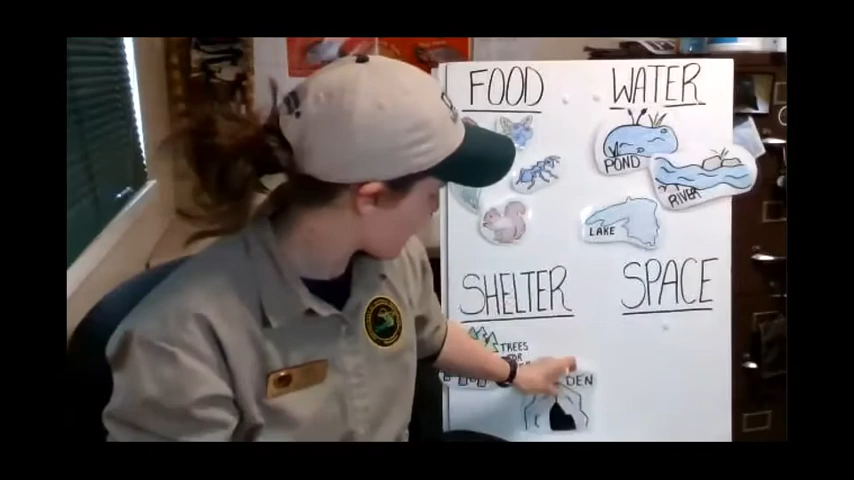 FOOD
WATER
POND
RIVER
LAKE
SHELTER
SPACE
TREES
DEN